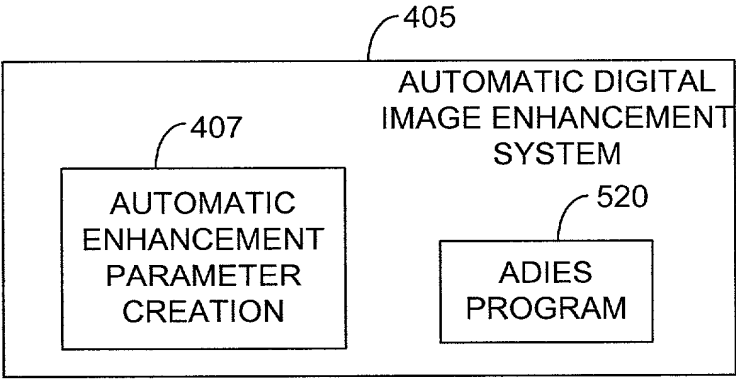 405
AUTOMATIC DIGITAL
IMAGE ENHANCEMENT
SYSTEM
407
AUTOMATIC
ENHANCEMENT
PARAMETER
CREATION
520
ADIES
PROGRAM